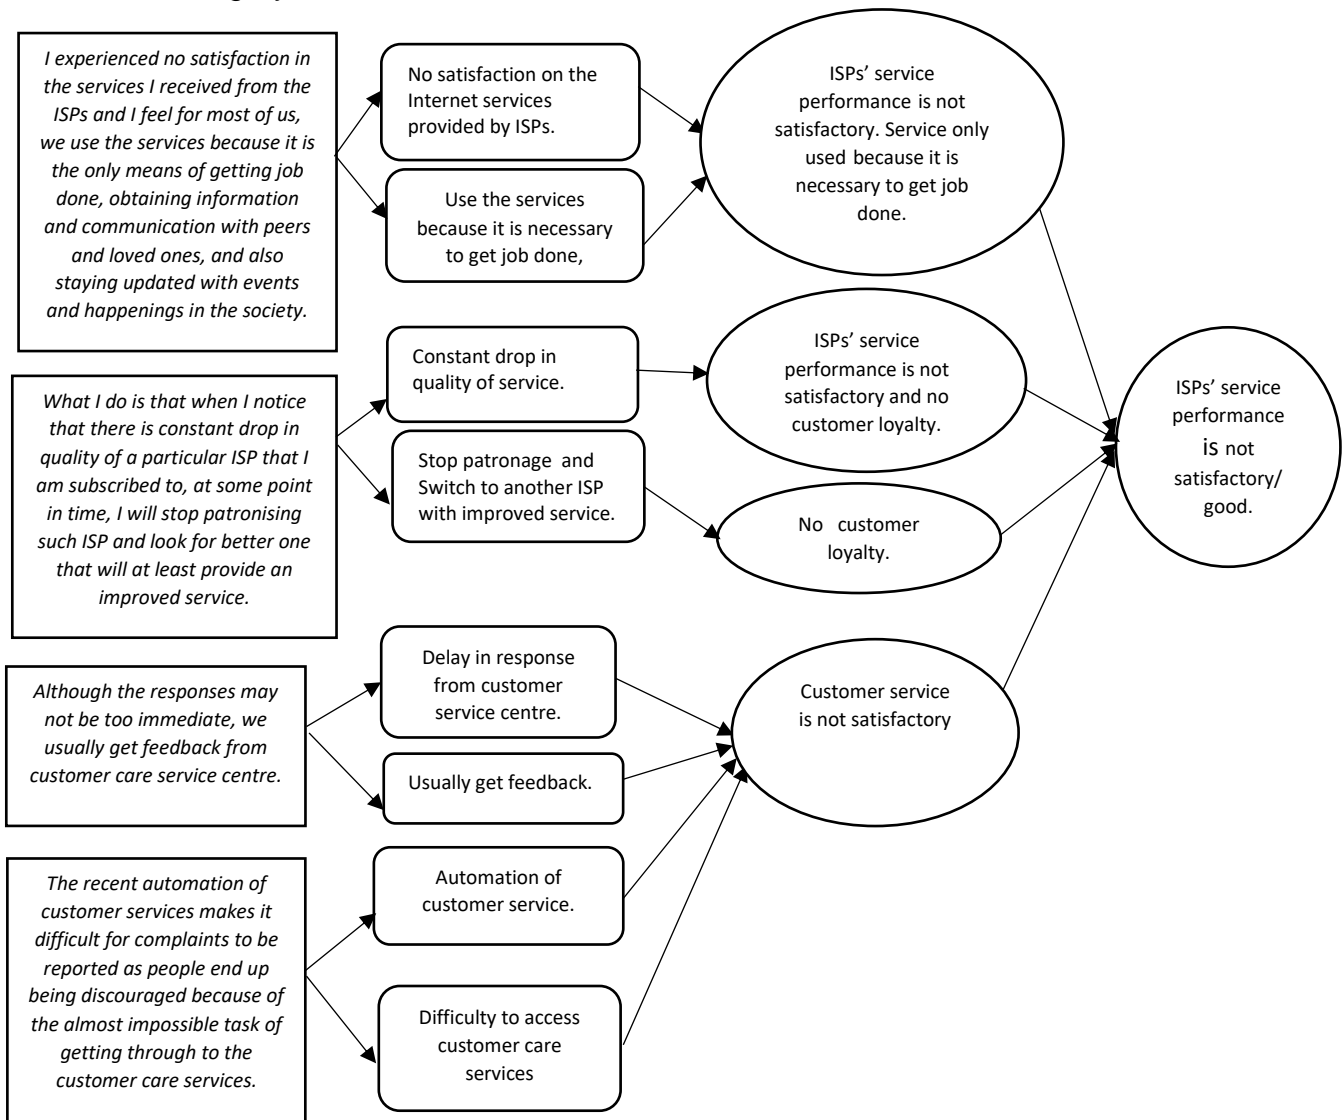 I experienced no satisfaction in
the services I received from the
ISPs and I feel for most of us,
we use the services because it is
the only means of getting job
done, obtaining information
and communication with peers
and loved ones, and also
staying updated with events
and happenings in the society.
What I do is that when I notice
that there is constant drop in
quality of a particular ISP that I
am subscribed to, at some point
in time, I will stop patronising
such ISP and look for better one
that will at least provide an
improved service.
Although the responses may
not be too immediate, we
usually get feedback from
customer care service centre.
The recent automation of
customer services makes it
difficult for complaints to be
reported as people end up
being discouraged because of
the almost impossible task of
getting through to the
customer care services.
No satisfaction on the
Internet services
provided by ISPs.
Use the services
because it is necessary
to get job done,
Constant drop in
quality of service.
Stop patronage and
Switch to another ISP
with improved service.
Delay in response
from customer
service centre.
Usually get feedback.
Automation of
customer service.
Difficulty to access
customer care
services
ISPs’ service
performance is not
satisfactory. Service only
used because it is
necessary to get job
done.
ISPs’ service
performance is not
satisfactory and no
customer loyalty.
No customer
loyalty.
Customer service
is not satisfactory
ISPs’ service
performance
is not
satisfactory/
good.